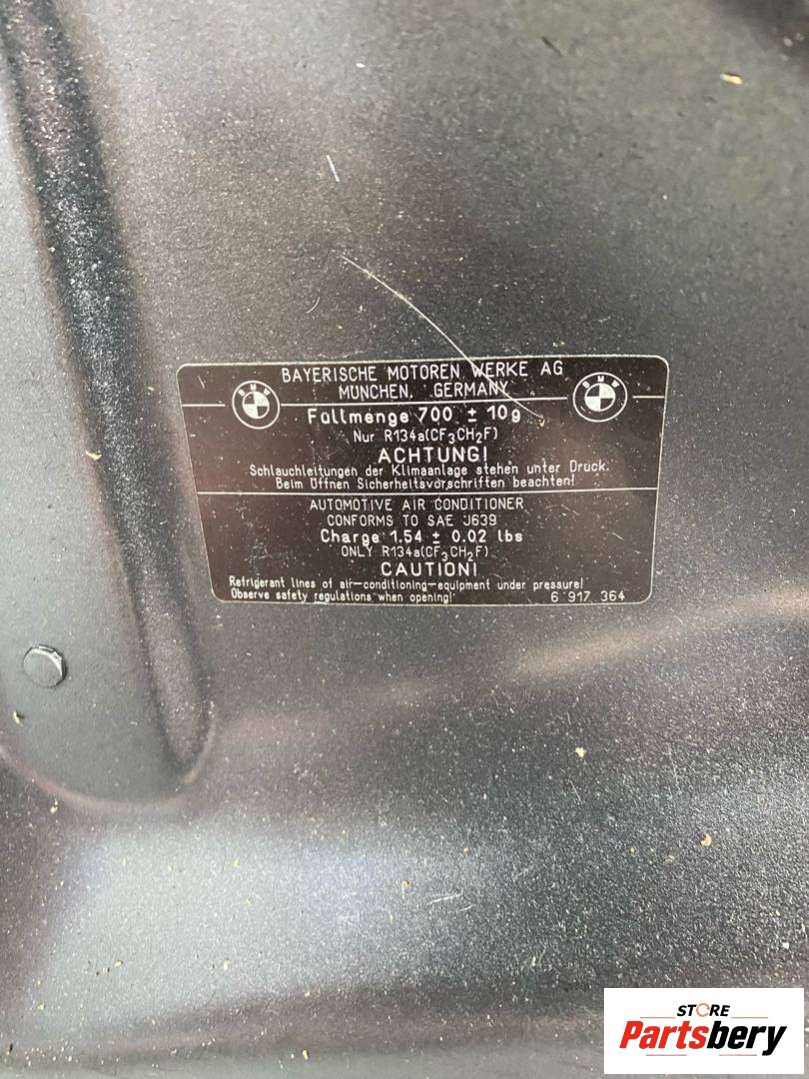 BAYERISCHE MOTOREN WERKE AG
MÜNCHEN, GERMANY
BMW
BMW
Füllmenge 700 ± 10g
Nur R134a(CF3CH2F)
ACHTUNG!
Schlauchleitungen der Klimaanlage stehen unter Druck.
Beim Öffnen Sicherheitsvorschriften beachten!
AUTOMOTIVE AIR CONDITIONER
CONFORMS TO SAE J639
Charge 1.54 ± 0.02 lbs
ONLY R134a(CF3CH2F)
CAUTION!
Refrigerant lines of air-conditioning-equipment under pressure!
Observe safety regulations when opening!
6 917 364
STORE
Partsbery